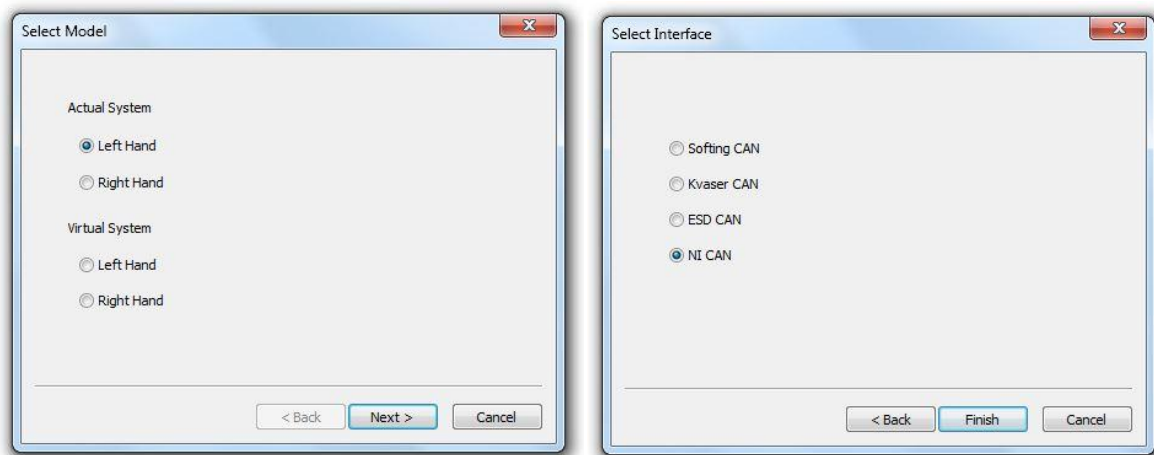 Select Model
Actual System
Left Hand
Right Hand
Virtual System
Left Hand
Right Hand
< Back
Next >
Cancel
Select Interface
Softing CAN
Kvaser CAN
ESD CAN
NI CAN
< Back
Finish
Cancel